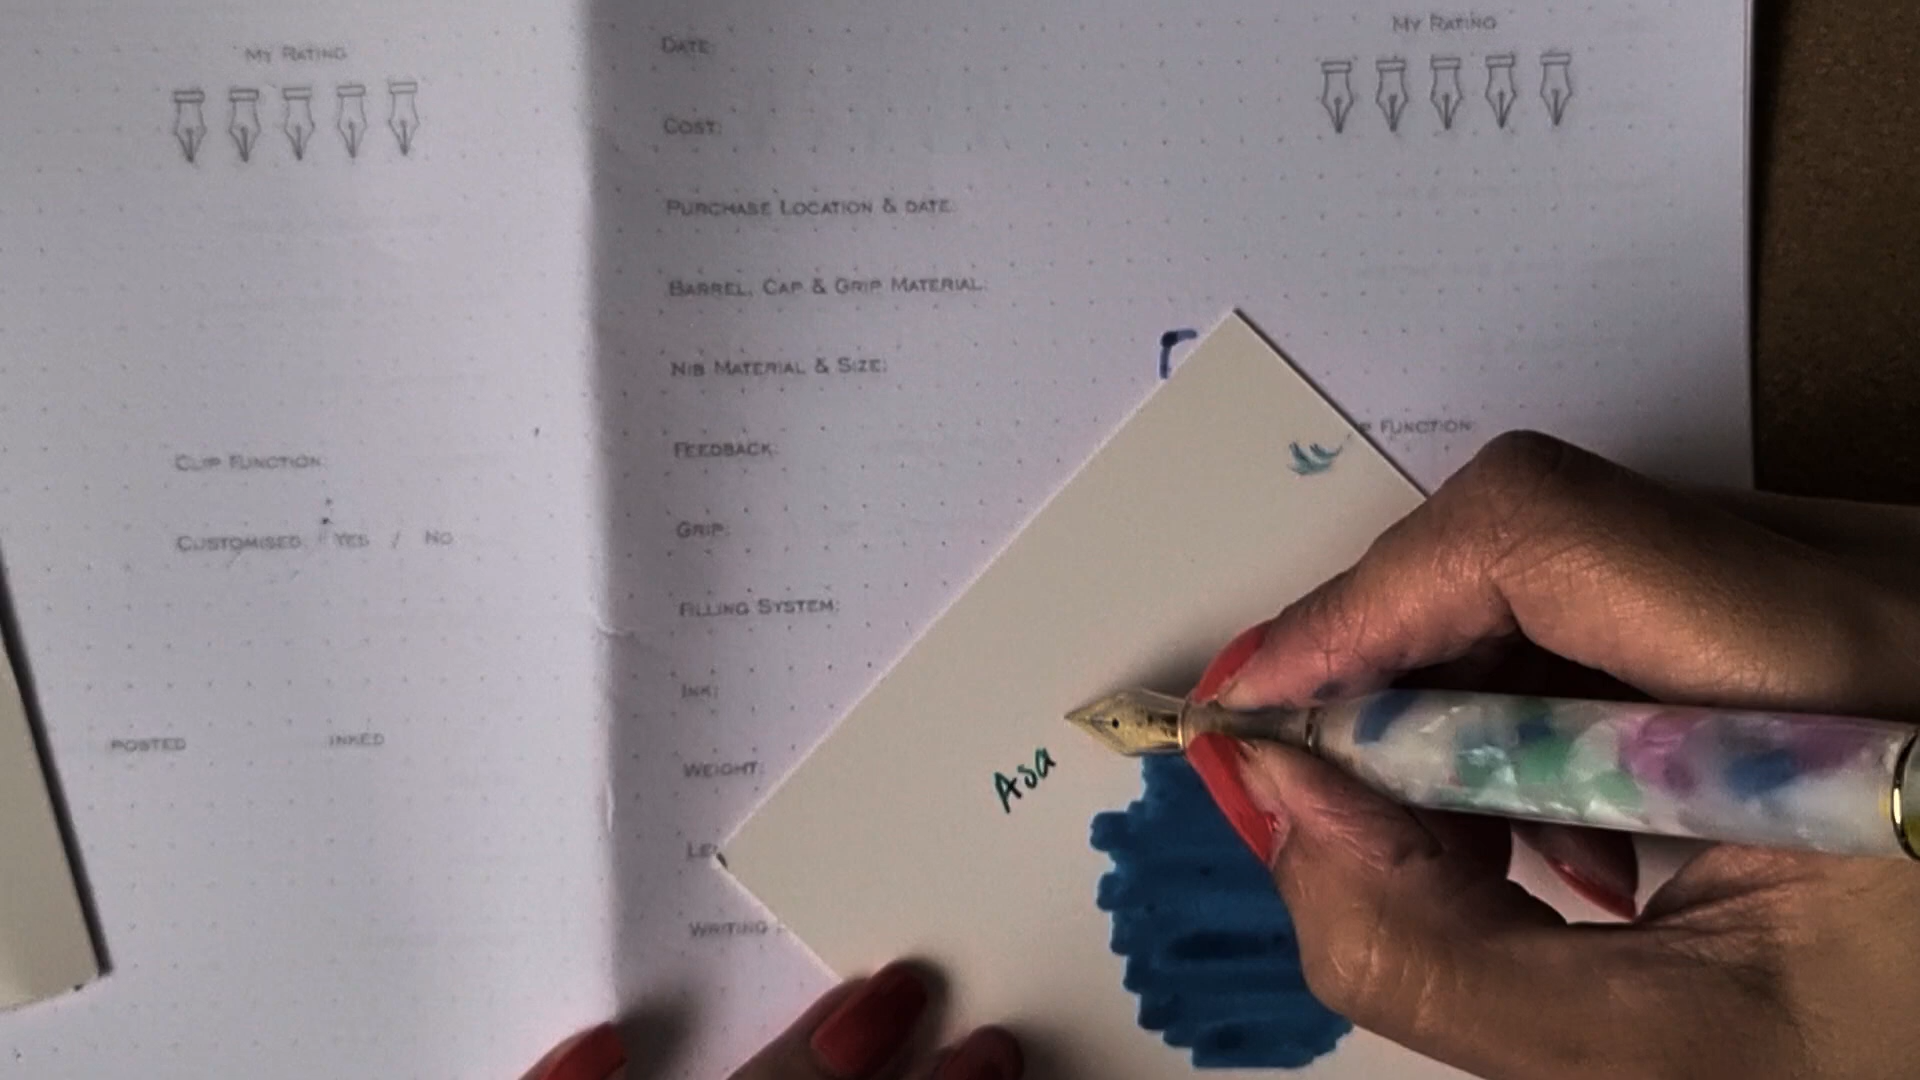 MY RATING
CLIP FUNCTION:
CUSTOMISED: YES / NO
POSTED INKED
DATE:
MY RATING
COST:
PURCHASE LOCATION & DATE:
BARREL, CAP & GRIP MATERIAL:
NIB MATERIAL & SIZE:
FUNCTION:
FEEDBACK:
GRIP:
FILLING SYSTEM:
INK:
WEIGHT:
WRITING
Asa